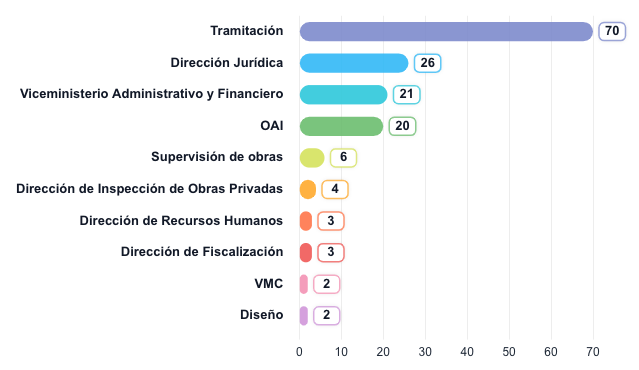 Tramitación 70
Dirección Jurídica 26
Viceministerio Administrativo y Financiero 21
OAI 20
Supervisión de obras 6
Dirección de Inspección de Obras Privadas 4
Dirección de Recursos Humanos 3
Dirección de Fiscalización 3
VMC 2
Diseño 2
0 10 20 30 40 50 60 70